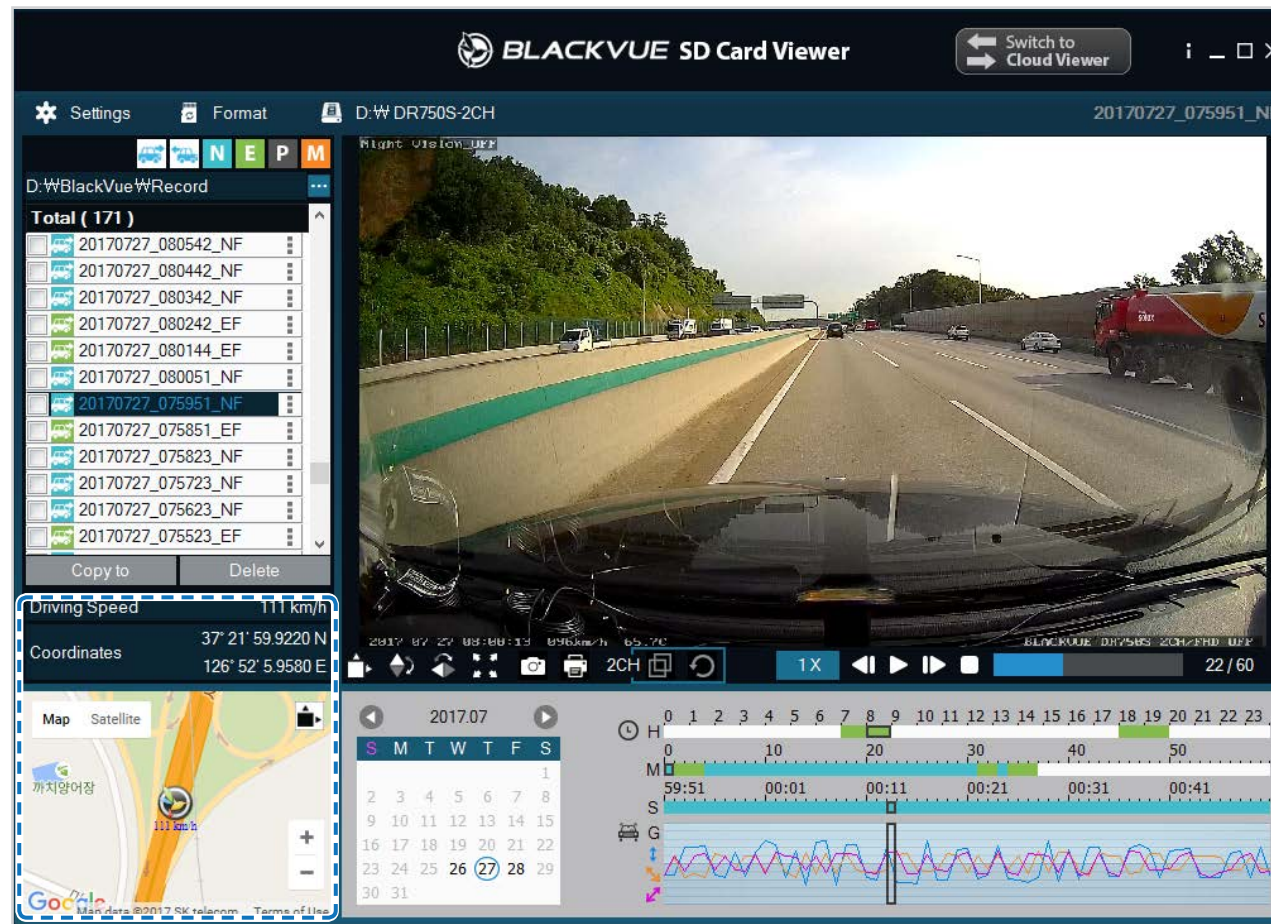 BLACKVUE SD Card Viewer
Switch to
Cloud Viewer
Settings
Format
D:₩ DR750S-2CH
20170727_075951_N
N E P M
D:₩BlackVue₩Record
Total ( 171 )
20170727_080542_NF
20170727_080442_NF
20170727_080342_NF
20170727_080242_EF
20170727_080144_EF
20170727_080051_NF
20170727_075951_NF
20170727_075851_EF
20170727_075823_NF
20170727_075723_NF
20170727_075623_NF
20170727_075523_EF
Copy to
Delete
Night Vision_OFF
2017 07 27 08:00:13 096km/h 65.7C
BLACKVUE DR750S 2CH/FHD OFF
Driving Speed 111 km/h
Coordinates
37° 21' 59.9220 N
126° 52' 5.9580 E
2CH
1X
22 / 60
Map Satellite
까치양어장
111 km/h
+
−
Google
Map data ©2017 SK telecom Terms of Use
2017.07
S M T W T F S
1
2 3 4 5 6 7 8
9 10 11 12 13 14 15
16 17 18 19 20 21 22
23 24 25 26 27 28 29
30 31
0 1 2 3 4 5 6 7 8 9 10 11 12 13 14 15 16 17 18 19 20 21 22 23
H
0 10 20 30 40 50
M
59:51 00:01 00:11 00:21 00:31 00:41
S
G